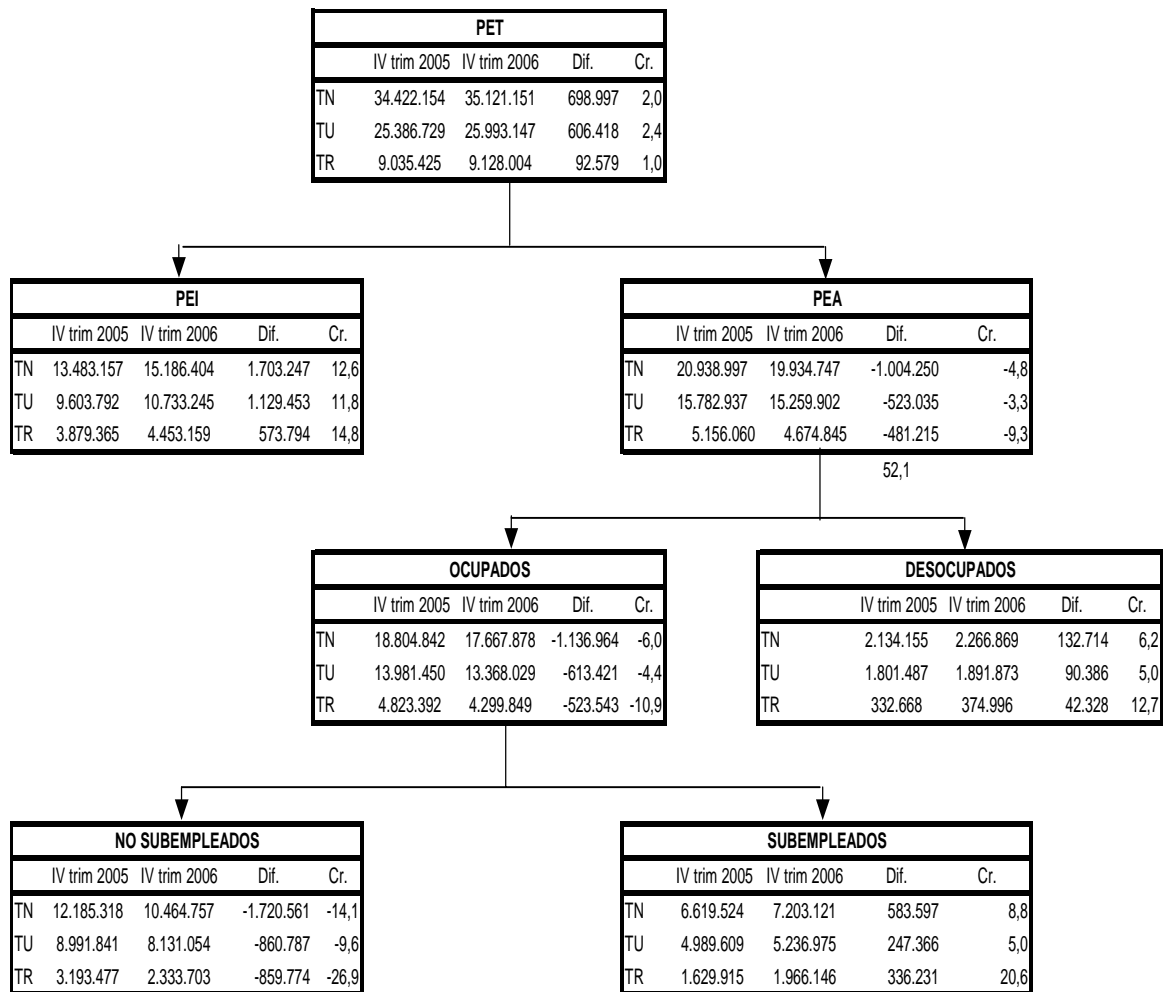 PET
IV trim 2005 IV trim 2006 Dif. Cr.
TN 34.422.154 35.121.151 698.997 2,0
TU 25.386.729 25.993.147 606.418 2,4
TR 9.035.425 9.128.004 92.579 1,0
PEI
IV trim 2005 IV trim 2006 Dif. Cr.
TN 13.483.157 15.186.404 1.703.247 12,6
TU 9.603.792 10.733.245 1.129.453 11,8
TR 3.879.365 4.453.159 573.794 14,8
PEA
IV trim 2005 IV trim 2006 Dif. Cr.
TN 20.938.997 19.934.747 -1.004.250 -4,8
TU 15.782.937 15.259.902 -523.035 -3,3
TR 5.156.060 4.674.845 -481.215 -9,3
52,1
OCUPADOS
IV trim 2005 IV trim 2006 Dif. Cr.
TN 18.804.842 17.667.878 -1.136.964 -6,0
TU 13.981.450 13.368.029 -613.421 -4,4
TR 4.823.392 4.299.849 -523.543 -10,9
DESOCUPADOS
IV trim 2005 IV trim 2006 Dif. Cr.
TN 2.134.155 2.266.869 132.714 6,2
TU 1.801.487 1.891.873 90.386 5,0
TR 332.668 374.996 42.328 12,7
NO SUBEMPLEADOS
IV trim 2005 IV trim 2006 Dif. Cr.
TN 12.185.318 10.464.757 -1.720.561 -14,1
TU 8.991.841 8.131.054 -860.787 -9,6
TR 3.193.477 2.333.703 -859.774 -26,9
SUBEMPLEADOS
IV trim 2005 IV trim 2006 Dif. Cr.
TN 6.619.524 7.203.121 583.597 8,8
TU 4.989.609 5.236.975 247.366 5,0
TR 1.629.915 1.966.146 336.231 20,6